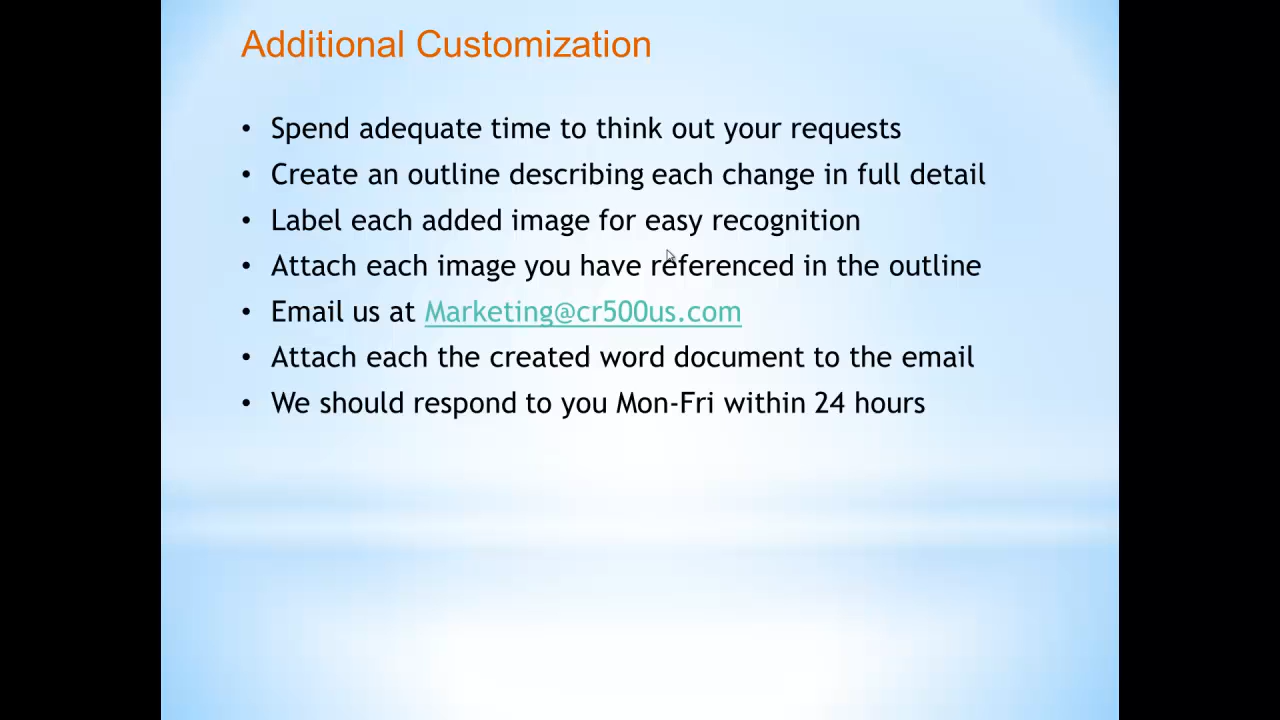 Additional Customization
• Spend adequate time to think out your requests
• Create an outline describing each change in full detail
• Label each added image for easy recognition
• Attach each image you have referenced in the outline
• Email us at Marketing@cr500us.com
• Attach each the created word document to the email
• We should respond to you Mon-Fri within 24 hours